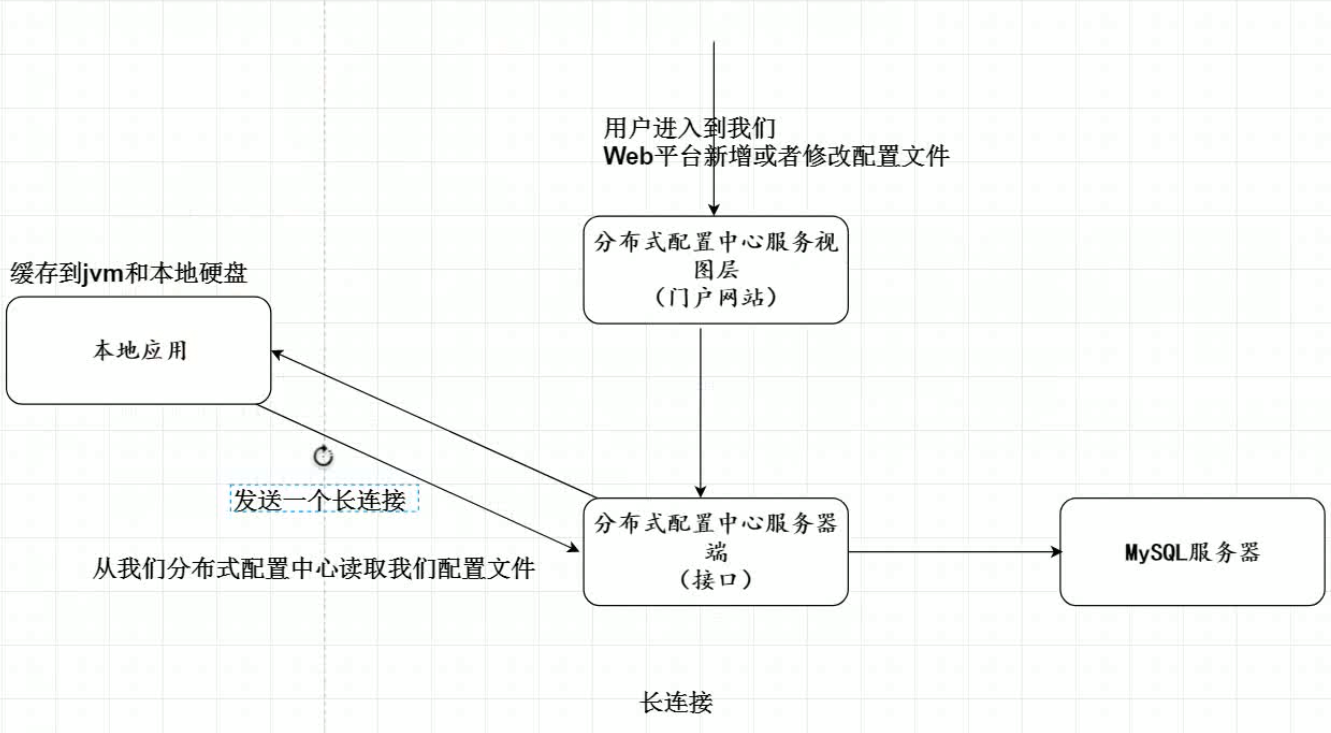 用户进入到我们
Web平台新增或者修改配置文件
分布式配置中心服务视
图层
（门户网站）
缓存到jvm和本地硬盘
本地应用
发送一个长连接
从我们分布式配置中心读取我们配置文件
分布式配置中心服务器
端
（接口）
MySQL服务器
长连接